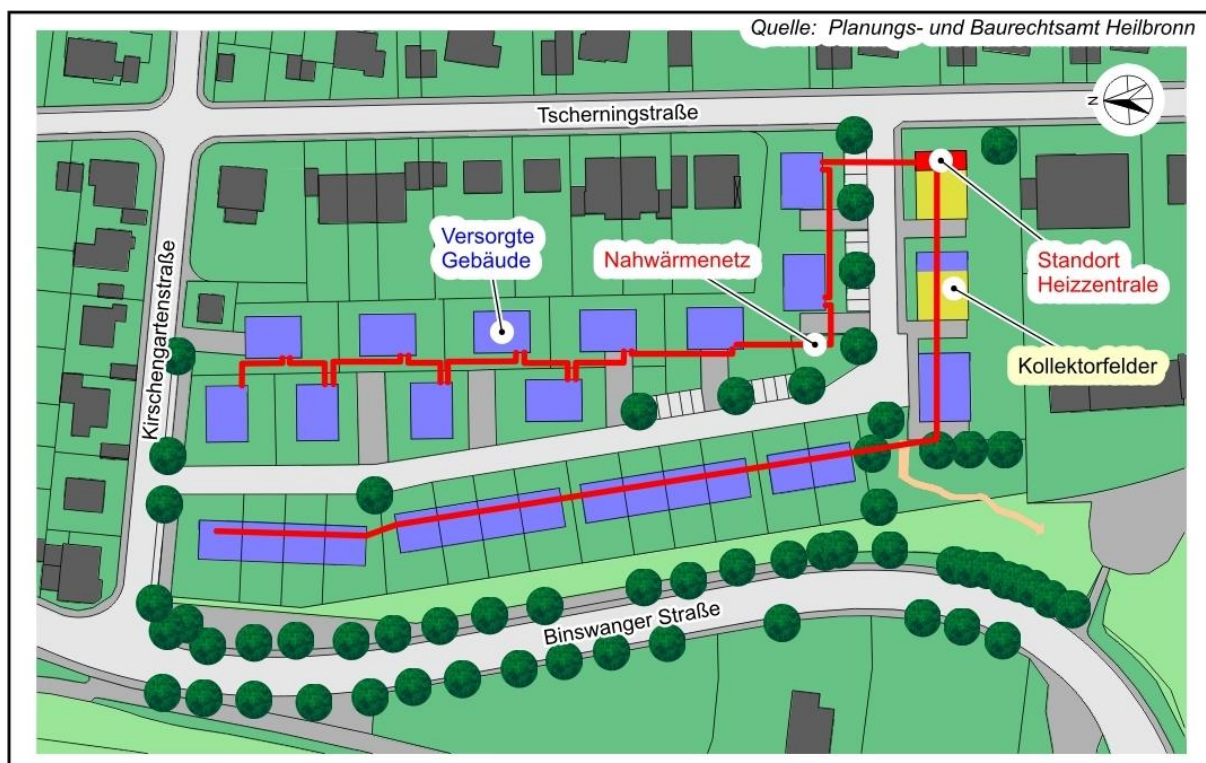 Quelle: Planungs- und Baurechtsamt Heilbronn
Tscherningstraße
N
Versorgte
Gebäude
Nahwärmenetz
Standort
Heizzentrale
Kollektorfelder
Kirschengartenstraße
Binswanger Straße